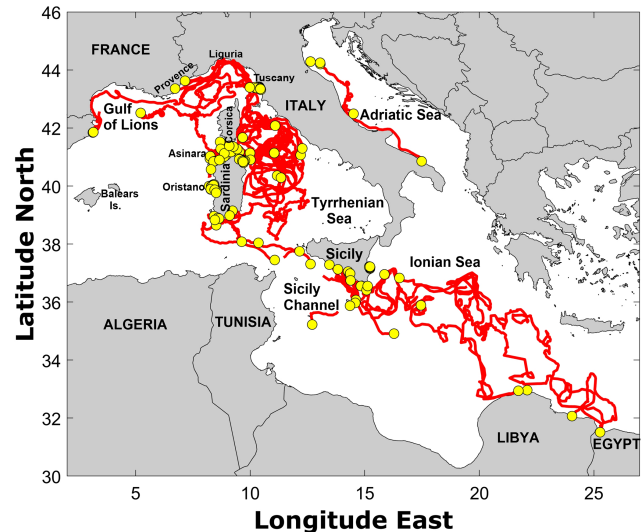 46
44
42
40
38
36
34
32
30
Latitude North
FRANCE
Liguria
Provence
Tuscany
Gulf
of Lions
ITALY
Adriatic Sea
Corsica
Asinara
Sardinia
Oristano
Balears
Is.
Tyrrhenian
Sea
Sicily
Ionian Sea
Sicily
Channel
ALGERIA
TUNISIA
LIBYA
EGYPT
5
10
15
20
25
Longitude East